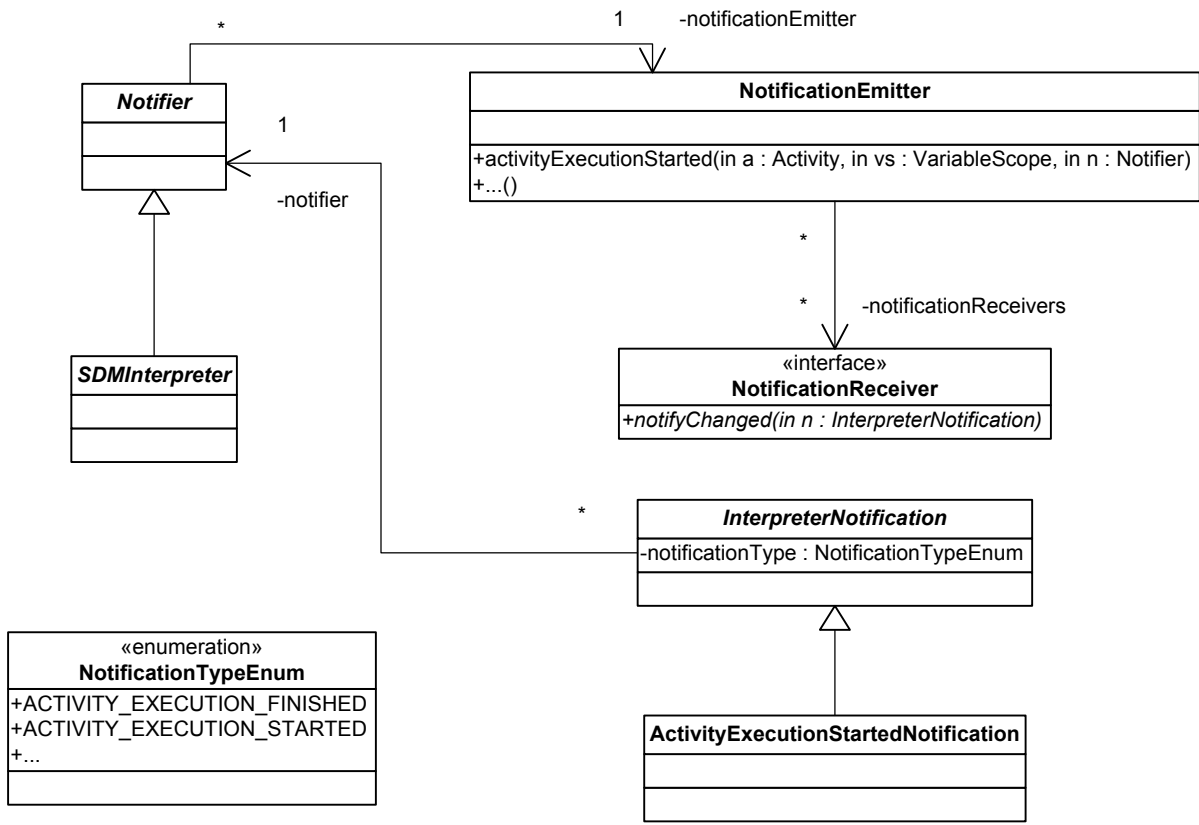 *
1
-notificationEmitter
Notifier
NotificationEmitter
+activityExecutionStarted(in a : Activity, in vs : VariableScope, in n : Notifier)
+...()
1
-notifier
*
*
-notificationReceivers
«interface»
NotificationReceiver
+notifyChanged(in n : InterpreterNotification)
SDMInterpreter
*
InterpreterNotification
-notificationType : NotificationTypeEnum
«enumeration»
NotificationTypeEnum
+ACTIVITY_EXECUTION_FINISHED
+ACTIVITY_EXECUTION_STARTED
+...
ActivityExecutionStartedNotification